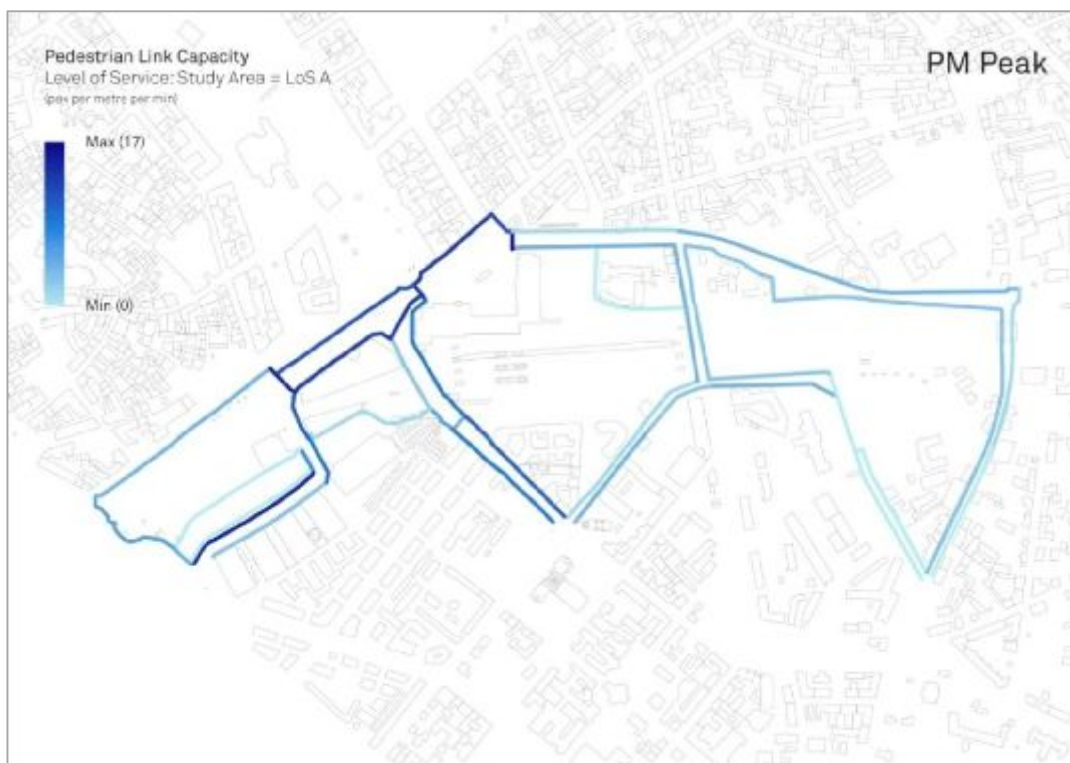 Pedestrian Link Capacity
Level of Service: Study Area = LoS A
(pax per metre per min)
PM Peak
Max (17)
Min (0)